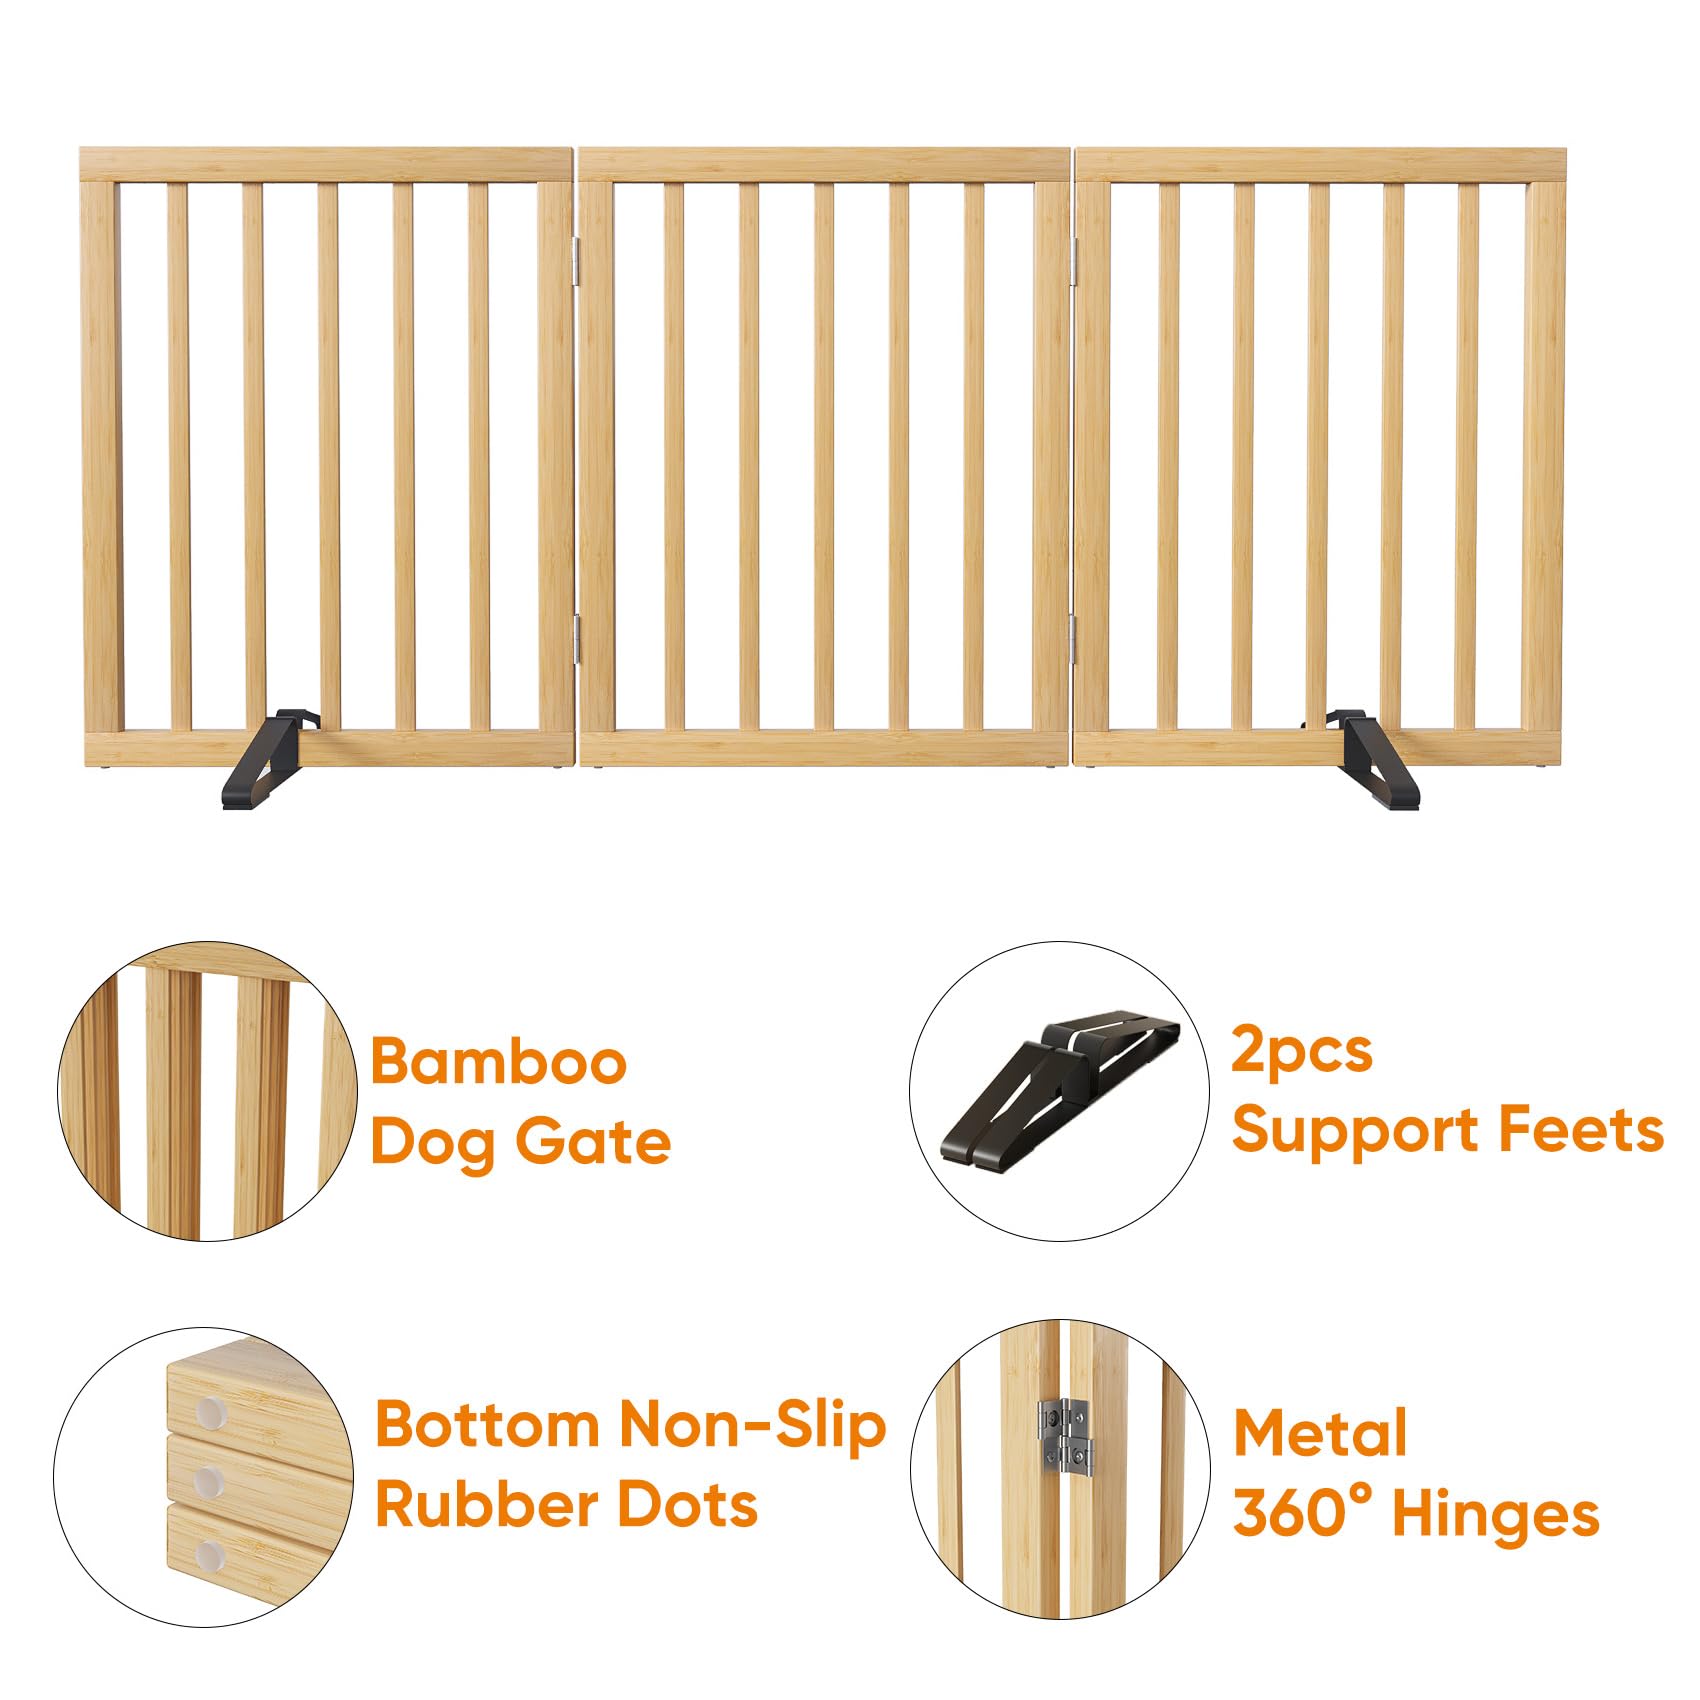 Bamboo
Dog Gate
2pcs
Support Feets
Bottom Non-Slip
Rubber Dots
Metal
360° Hinges